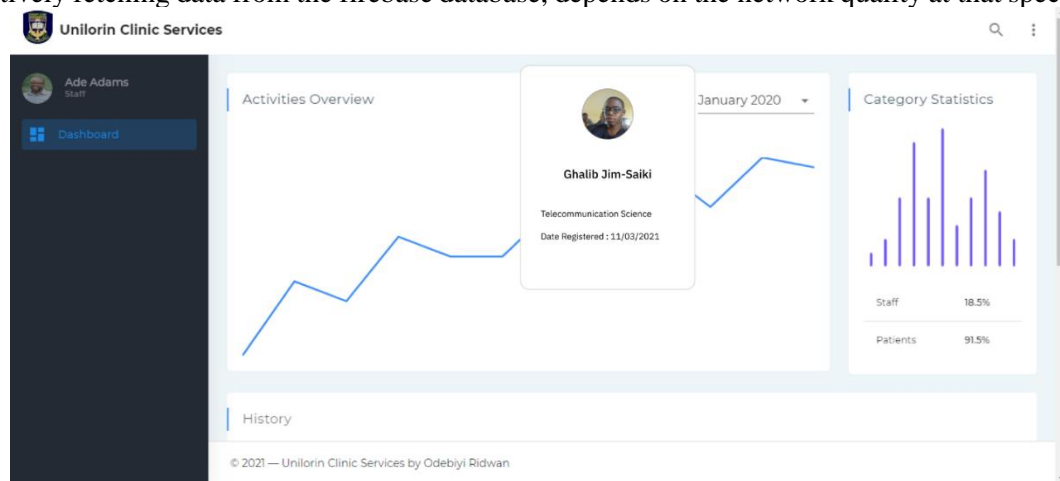 tively fetching data from the firebase database, depends on the network quality at that spec
Unilorin Clinic Services
Ade Adams
Staff
Dashboard
Activities Overview
January 2020
Ghalib Jim-Saiki
Telecommunication Science
Date Registered : 11/03/2021
Category Statistics
Staff 18.5%
Patients 91.5%
History
© 2021 — Unilorin Clinic Services by Odebiyi Ridwan